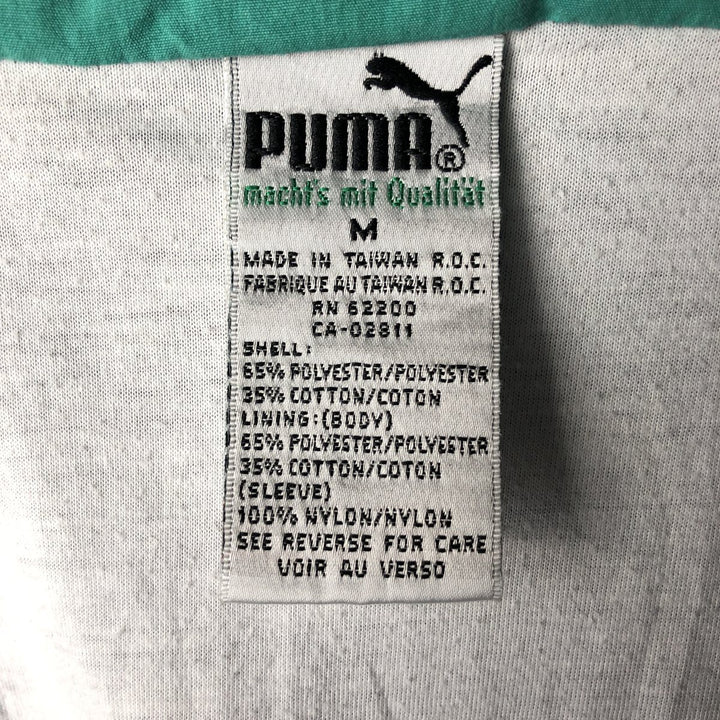 PUMA®
macht's mit Qualität
M
MADE IN TAIWAN R.O.C.
FABRIQUE AU TAIWAN R.O.C.
RN 62200
CA-02811
SHELL:
65% POLYESTER/POLYESTER
35% COTTON/COTON
LINING:(BODY)
65% POLYESTER/POLYESTER
35% COTTON/COTON
(SLEEVE)
100% NYLON/NYLON
SEE REVERSE FOR CARE
VOIR AU VERSO